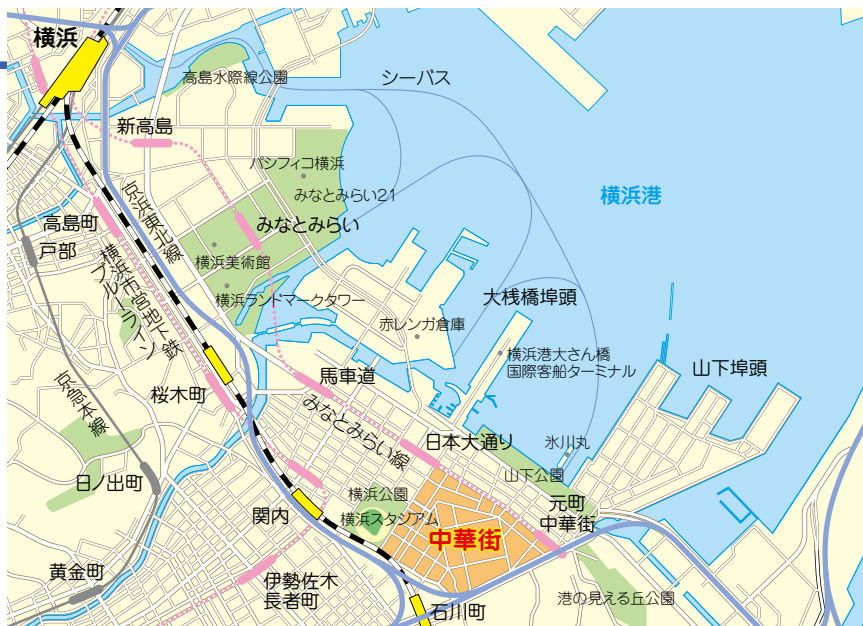 横浜
高島水際線公園
シーバス
新高島
パシフィコ横浜
みなとみらい21
横浜港
高島町
戸部
京浜東北線
みなとみらい
横浜美術館
横浜市営地下鉄
ブルーライン
横浜ランドマークタワー
大桟橋埠頭
赤レンガ倉庫
横浜港大さん橋
国際客船ターミナル
山下埠頭
馬車道
桜木町
京急本線
みなとみらい線
日本大通り
氷川丸
山下公園
日ノ出町
横浜公園
元町
中華街
関内
横浜スタジアム
中華街
黄金町
伊勢佐木
長者町
石川町
港の見える丘公園